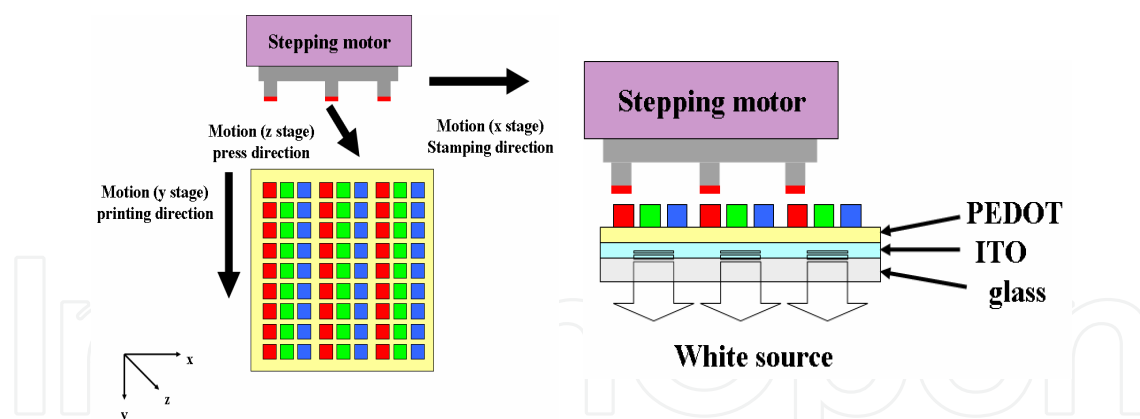 Stepping motor
Motion (z stage)
press direction
Motion (x stage)
Stamping direction
Motion (y stage)
printing direction
x
z
y
Stepping motor
PEDOT
ITO
glass
White source